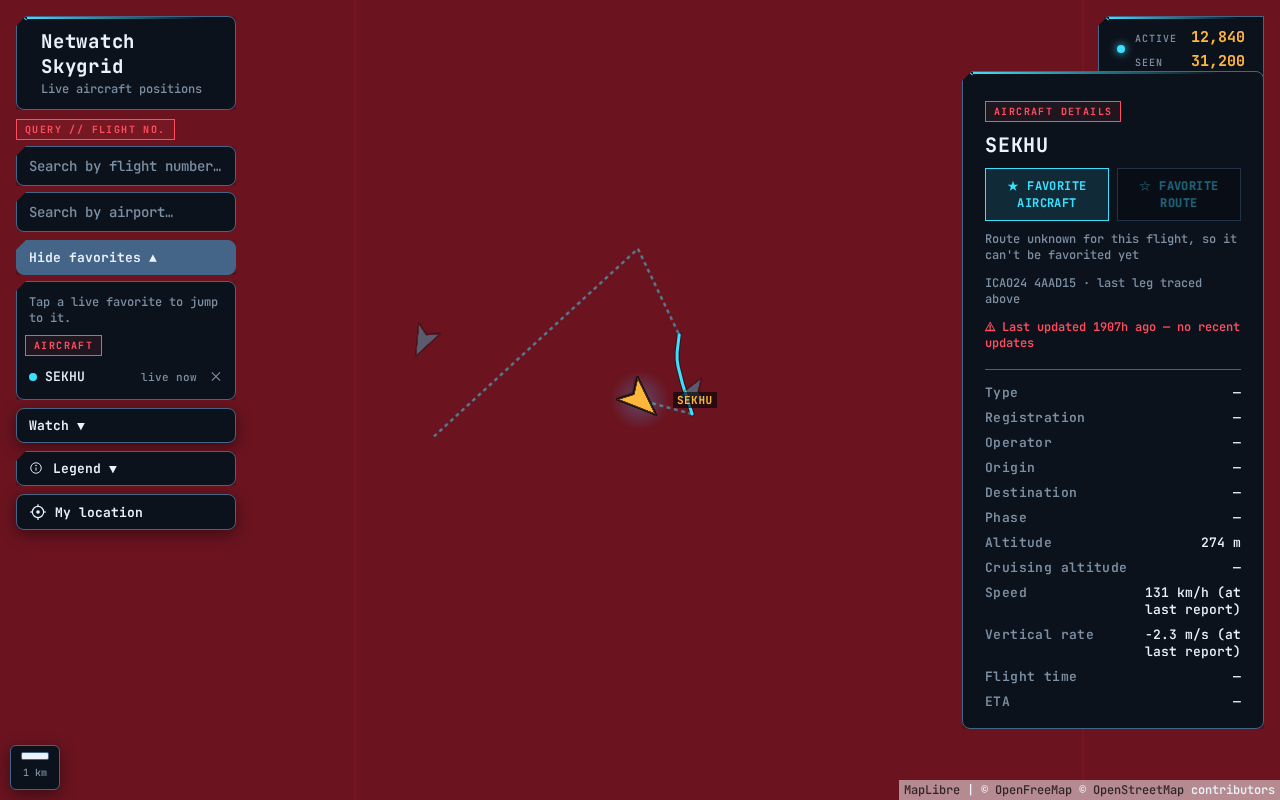 Netwatch
Skygrid
Live aircraft positions
QUERY // FLIGHT NO.
Search by flight number…
Search by airport…
Hide favorites ▲
Tap a live favorite to jump
to it.
AIRCRAFT
SEKHU live now ×
Watch ▼
Legend ▼
My location
1 km
SEKHU
ACTIVE 12,840
SEEN 31,200
AIRCRAFT DETAILS
SEKHU
★ FAVORITE
AIRCRAFT
☆ FAVORITE
ROUTE
Route unknown for this flight, so it
can't be favorited yet
ICAO24 4AAD15 · last leg traced
above
⚠ Last updated 1907h ago — no recent
updates
Type —
Registration —
Operator —
Origin —
Destination —
Phase —
Altitude 274 m
Cruising altitude —
Speed 131 km/h (at
last report)
Vertical rate -2.3 m/s (at
last report)
Flight time —
ETA —
MapLibre | © OpenFreeMap © OpenStreetMap contributors